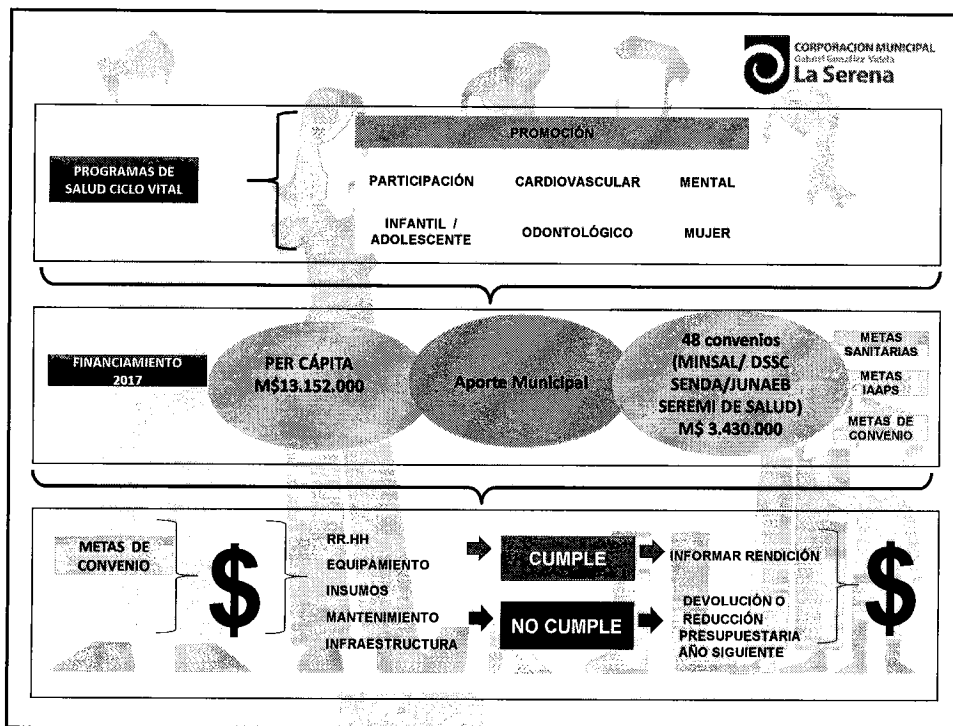 CORPORACIÓN MUNICIPAL
Gabriel González Videla
La Serena
PROMOCIÓN
PROGRAMAS DE
SALUD CICLO VITAL
PARTICIPACIÓN CARDIOVASCULAR MENTAL
INFANTIL /
ADOLESCENTE
ODONTOLÓGICO MUJER
FINANCIAMIENTO
2017
PER CÁPITA
M$13.152.000
Aporte Municipal
48 convenios
(MINSAL/ DSSC
SENDA/JUNAEB
SEREMI DE SALUD)
M$ 3.430.000
METAS
SANITARIAS
METAS
IAAPS
METAS DE
CONVENIO
METAS DE
CONVENIO
$
RR.HH
EQUIPAMIENTO
INSUMOS
MANTENIMIENTO
INFRAESTRUCTURA
CUMPLE
INFORMAR RENDICIÓN
NO CUMPLE
DEVOLUCIÓN O
REDUCCIÓN
PRESUPUESTARIA
AÑO SIGUIENTE
$